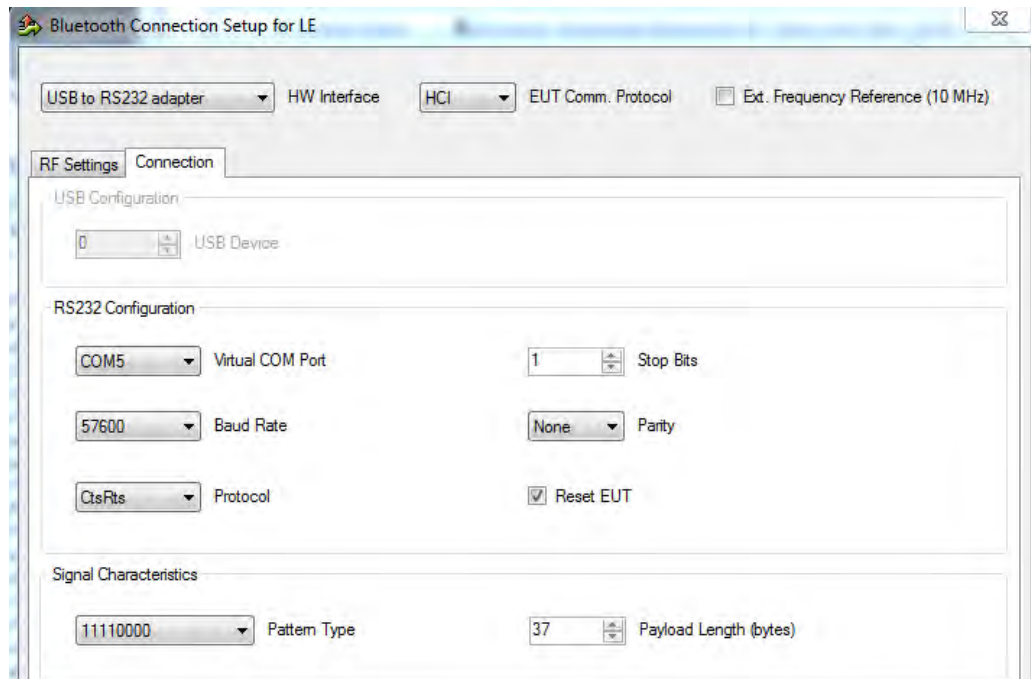 Bluetooth Connection Setup for LE
USB to RS232 adapter HW Interface HCI EUT Comm. Protocol Ext. Frequency Reference (10 MHz)
RF Settings Connection
USB Configuration
0 USB Device
RS232 Configuration
COM5 Virtual COM Port 1 Stop Bits
57600 Baud Rate None Parity
CtsRts Protocol Reset EUT
Signal Characteristics
11110000 Pattern Type 37 Payload Length (bytes)